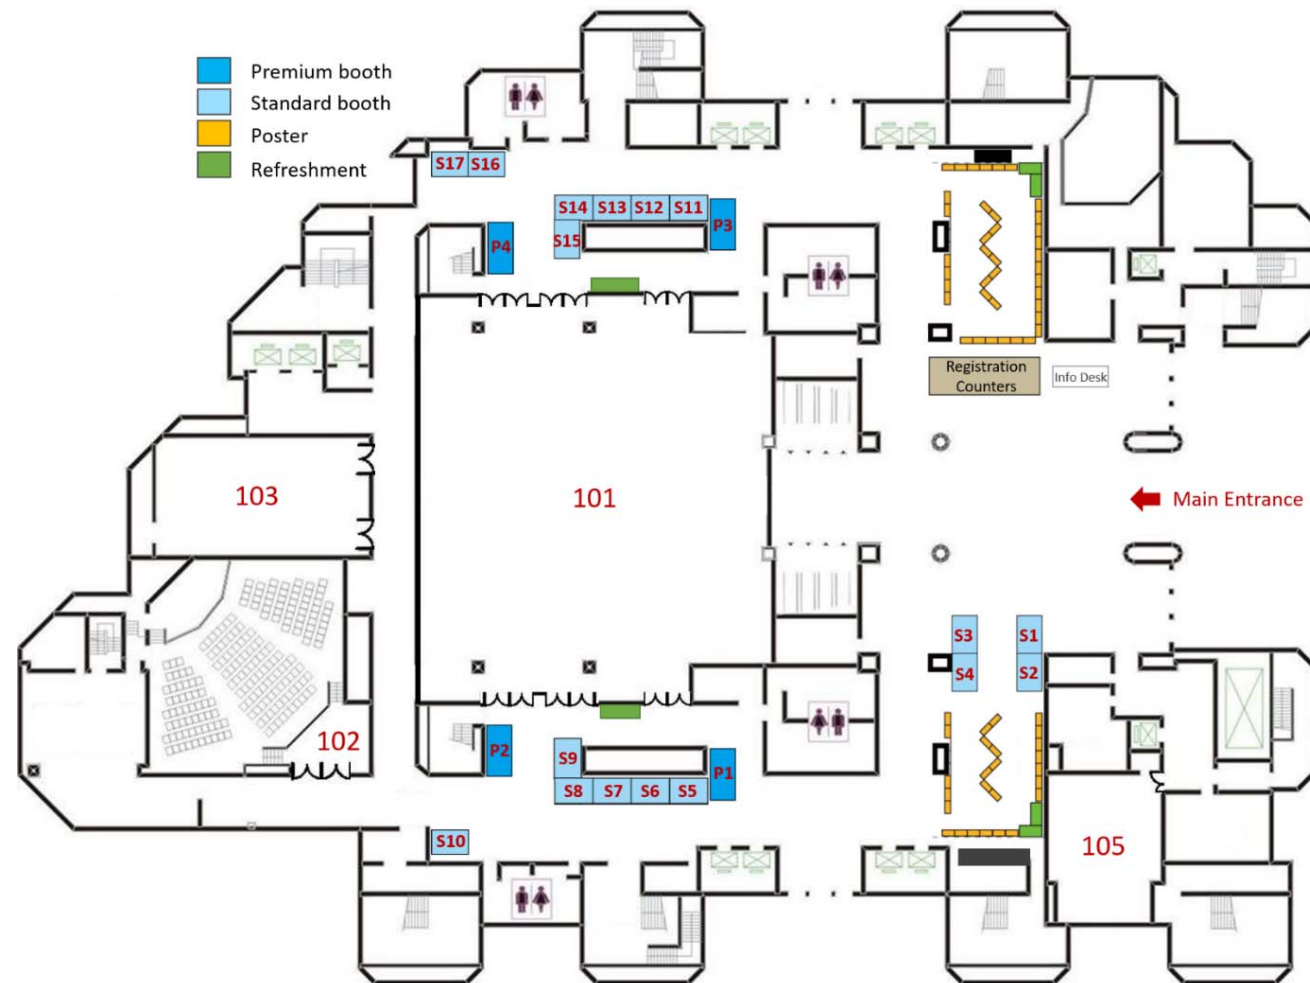 Premium booth
Standard booth
Poster
Refreshment
S17 S16
S14 S13 S12 S11
P3
P4
S15
Registration
Counters
Info Desk
103
101
Main Entrance
S3 S1
S4 S2
102
P2
S9
P1
S8 S7 S6 S5
S10
105